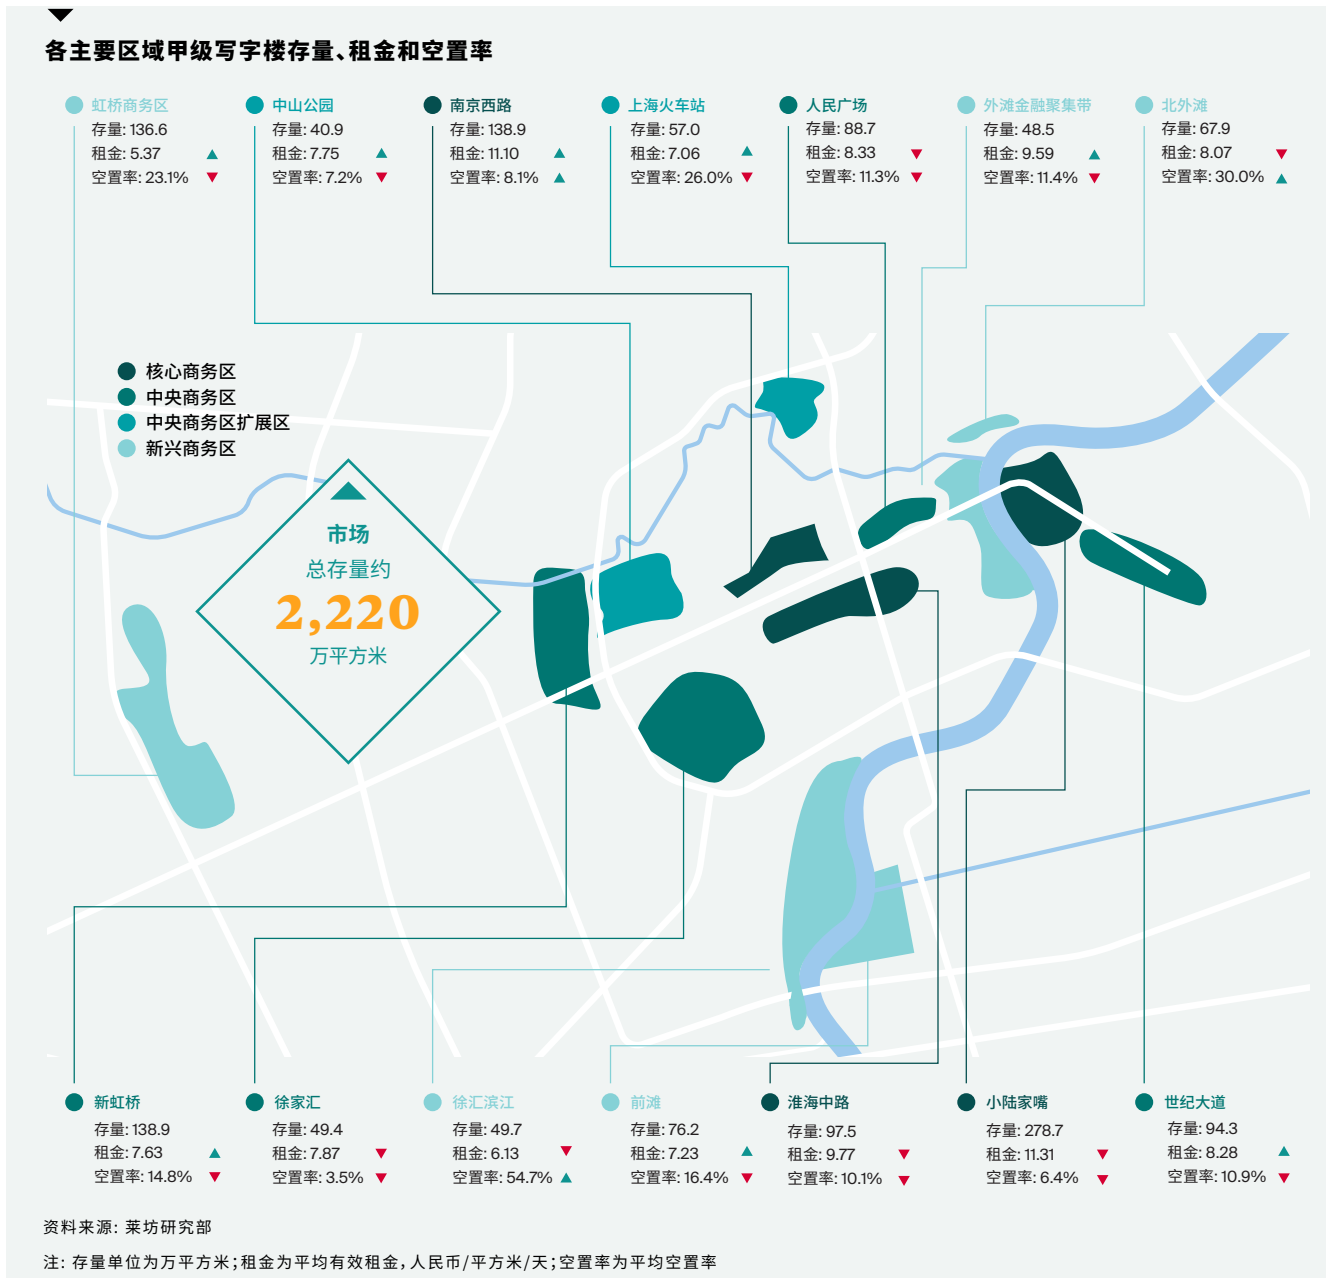 各主要区域甲级写字楼存量、租金和空置率
虹桥商务区
存量: 136.6
租金: 5.37
空置率: 23.1%
中山公园
存量: 40.9
租金: 7.75
空置率: 7.2%
南京西路
存量: 138.9
租金: 11.10
空置率: 8.1%
上海火车站
存量: 57.0
租金: 7.06
空置率: 26.0%
人民广场
存量: 88.7
租金: 8.33
空置率: 11.3%
外滩金融聚集带
存量: 48.5
租金: 9.59
空置率: 11.4%
北外滩
存量: 67.9
租金: 8.07
空置率: 30.0%
核心商务区
中央商务区
中央商务区扩展区
新兴商务区
市场
总存量约
2,220
万平方米
新虹桥
存量: 138.9
租金: 7.63
空置率: 14.8%
徐家汇
存量: 49.4
租金: 7.87
空置率: 3.5%
徐汇滨江
存量: 49.7
租金: 6.13
空置率: 54.7%
前滩
存量: 76.2
租金: 7.23
空置率: 16.4%
淮海中路
存量: 97.5
租金: 9.77
空置率: 10.1%
小陆家嘴
存量: 278.7
租金: 11.31
空置率: 6.4%
世纪大道
存量: 94.3
租金: 8.28
空置率: 10.9%
资料来源: 莱坊研究部
注: 存量单位为万平方米;租金为平均有效租金,人民币/平方米/天;空置率为平均空置率